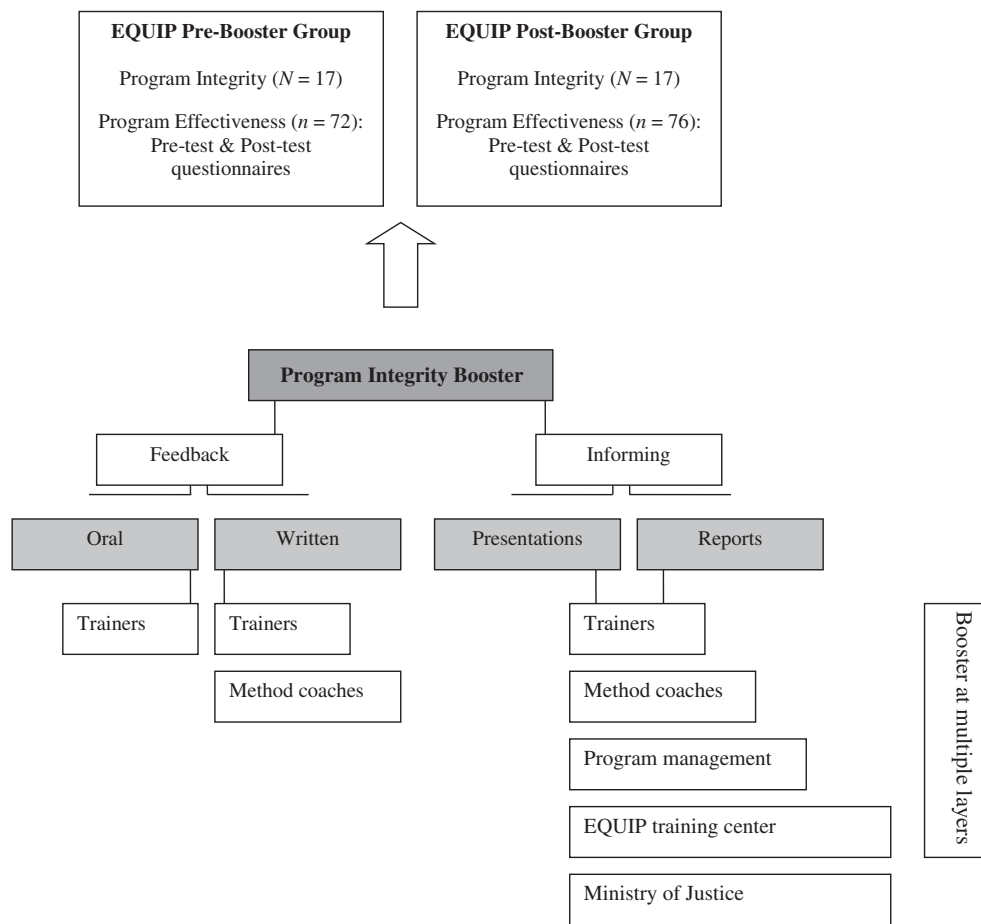 EQUIP Pre-Booster Group
Program Integrity (N = 17)
Program Effectiveness (n = 72):
Pre-test & Post-test
questionnaires
EQUIP Post-Booster Group
Program Integrity (N = 17)
Program Effectiveness (n = 76):
Pre-test & Post-test
questionnaires
Program Integrity Booster
Feedback
Informing
Oral
Written
Presentations
Reports
Trainers
Trainers
Method coaches
Trainers
Method coaches
Program management
EQUIP training center
Ministry of Justice
Booster at multiple layers